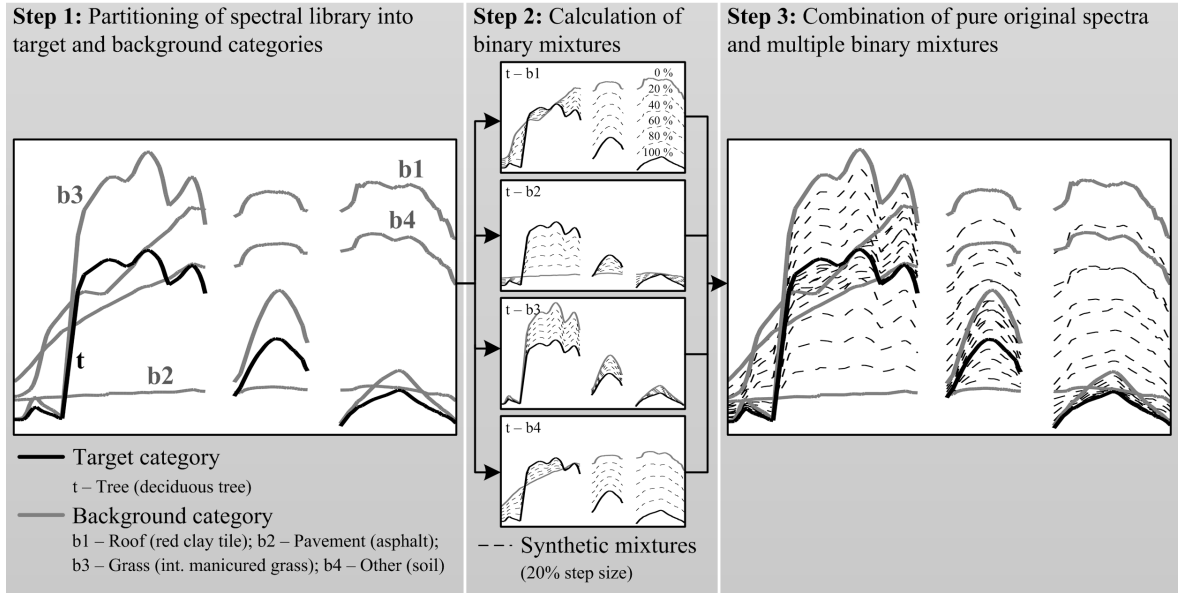 Step 1: Partitioning of spectral library into
target and background categories
b3
b1
b4
t
b2
Target category
t – Tree (deciduous tree)
Background category
b1 – Roof (red clay tile); b2 – Pavement (asphalt);
b3 – Grass (int. manicured grass); b4 – Other (soil)
Step 2: Calculation of
binary mixtures
t – b1
0 %
20 %
40 %
60 %
80 %
100 %
t – b2
t – b3
t – b4
Synthetic mixtures
(20% step size)
Step 3: Combination of pure original spectra
and multiple binary mixtures